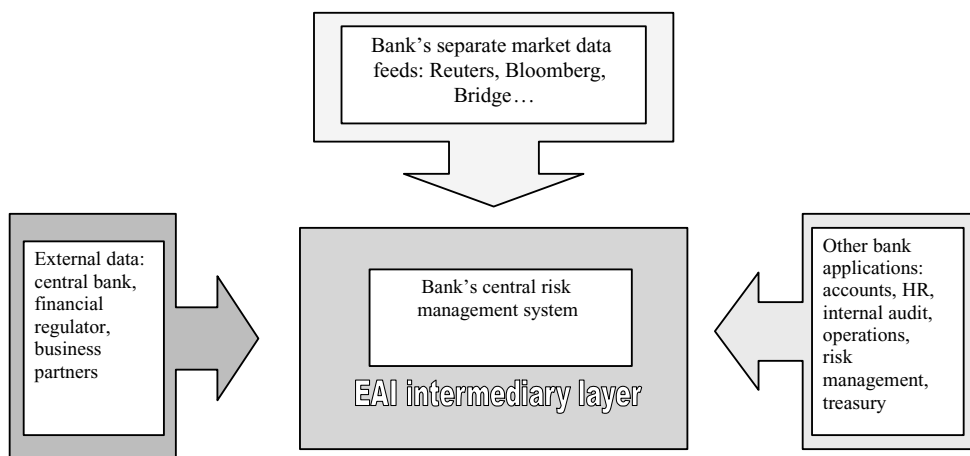 Bank’s separate market data
feeds: Reuters, Bloomberg,
Bridge…
External data:
central bank,
financial
regulator,
business
partners
Bank’s central risk
management system
EAI intermediary layer
Other bank
applications:
accounts, HR,
internal audit,
operations,
risk
management,
treasury